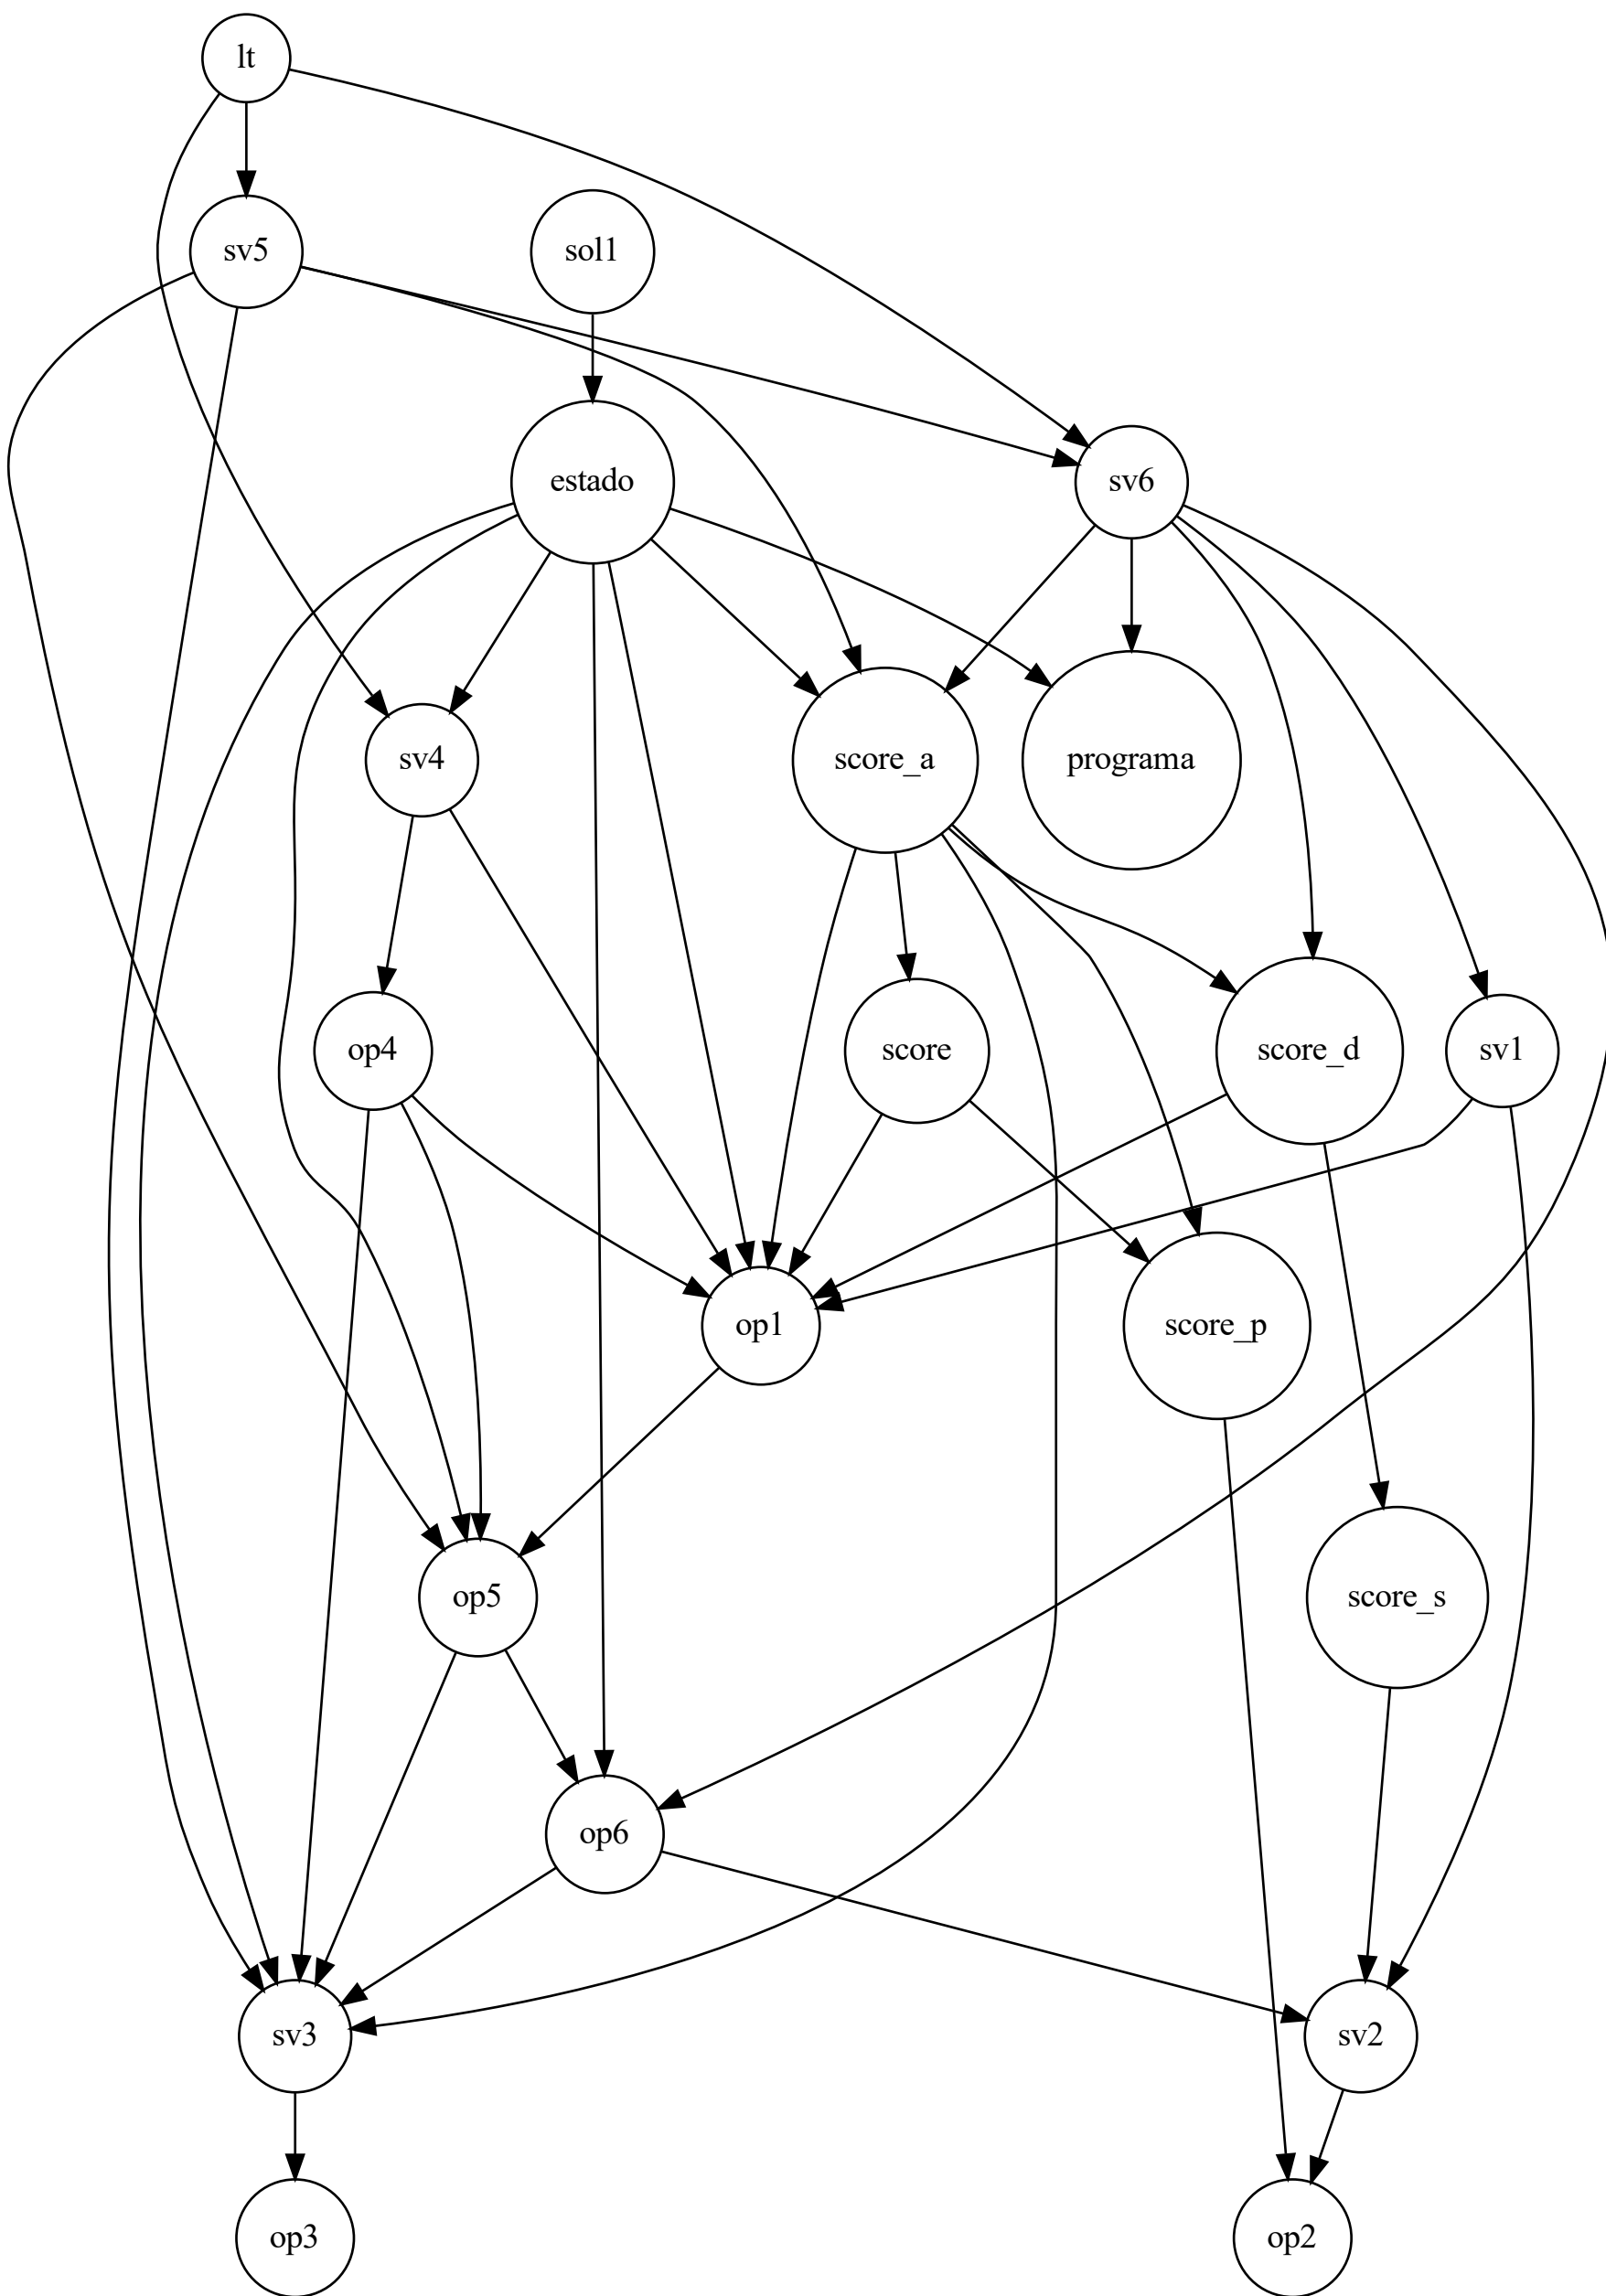 lt
sv5
sol1
estado
sv6
sv4
score_a
programa
op4
score
score_d
sv1
op1
score_p
op5
score_s
op6
sv3
sv2
op3
op2